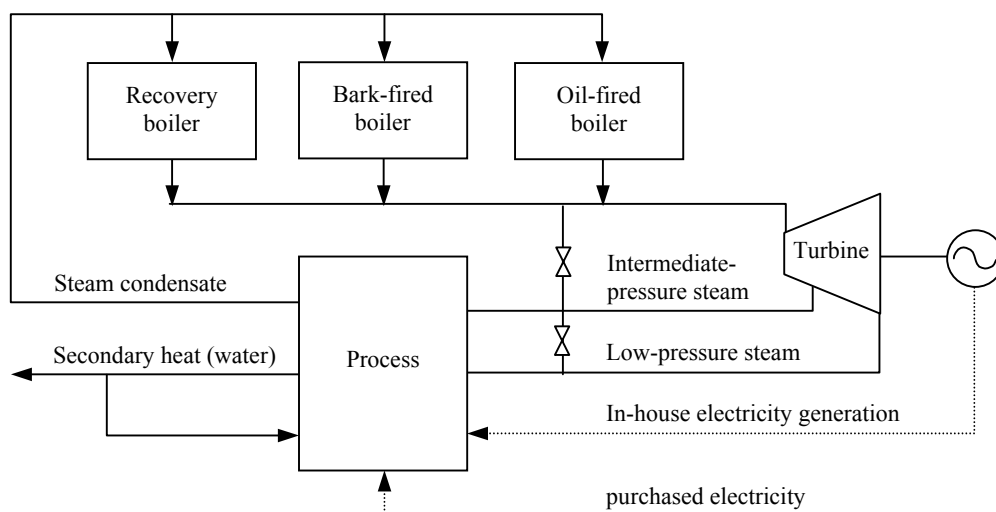 Recovery
boiler
Bark-fired
boiler
Oil-fired
boiler
Turbine
Steam condensate
Intermediate-
pressure steam
Secondary heat (water)
Process
Low-pressure steam
In-house electricity generation
purchased electricity